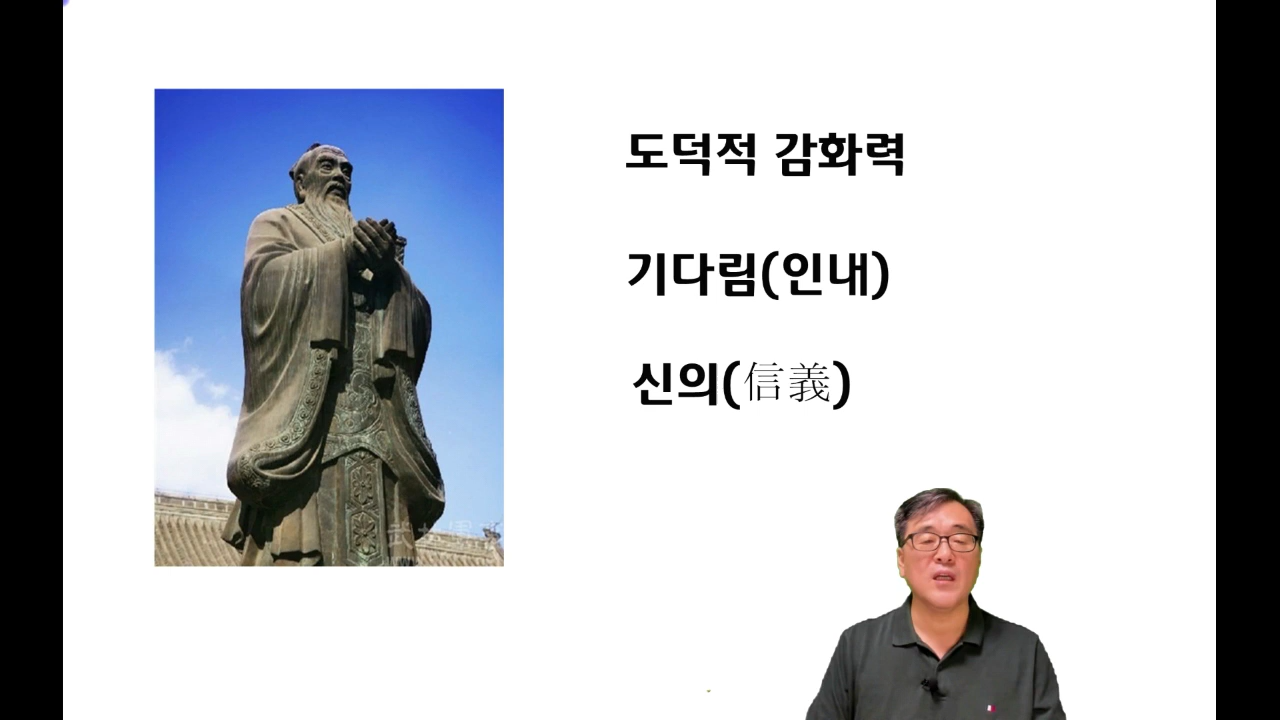 도덕적 감화력
기다림(인내)
신의(信義)